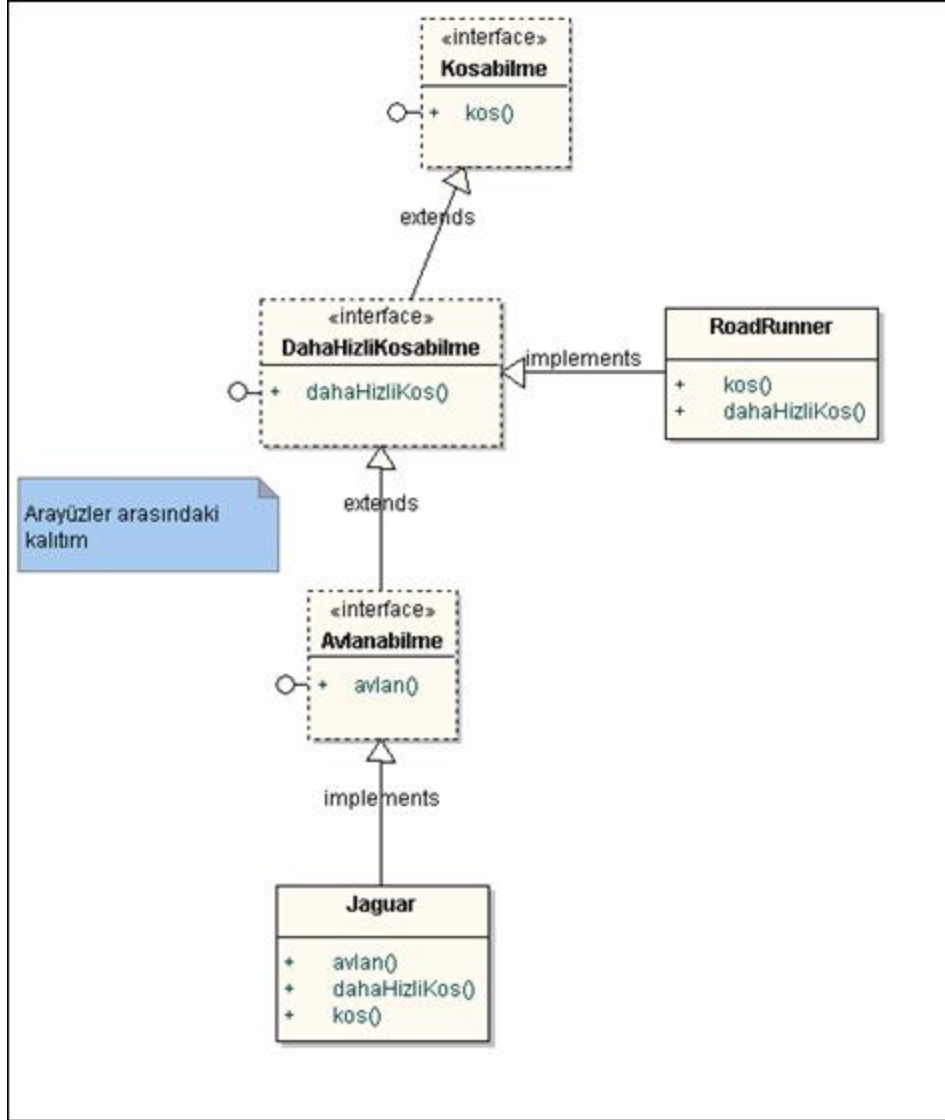 «interface»
Kosabilme
+ kos()
extends
«interface»
DahaHizliKosabilme
+ dahaHizliKos()
implements
RoadRunner
+ kos()
+ dahaHizliKos()
extends
Arayüzler arasındaki
kalıtım
«interface»
Avlanabilme
+ avlan()
implements
Jaguar
+ avlan()
+ dahaHizliKos()
+ kos()